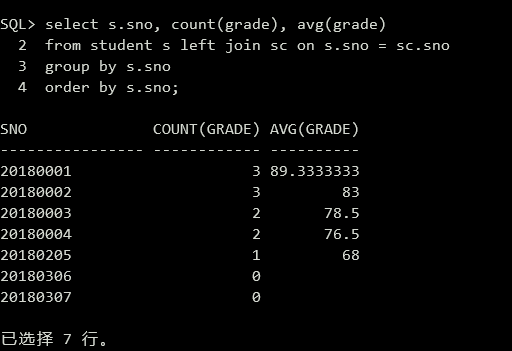 SQL> select s.sno, count(grade), avg(grade)
  2  from student s left join sc on s.sno = sc.sno
  3  group by s.sno
  4  order by s.sno;
SNO              COUNT(GRADE) AVG(GRADE)
---------------- ------------ ----------
20180001                    3 89.3333333
20180002                    3         83
20180003                    2       78.5
20180004                    2       76.5
20180205                    1         68
20180306                    0
20180307                    0
已选择 7 行。